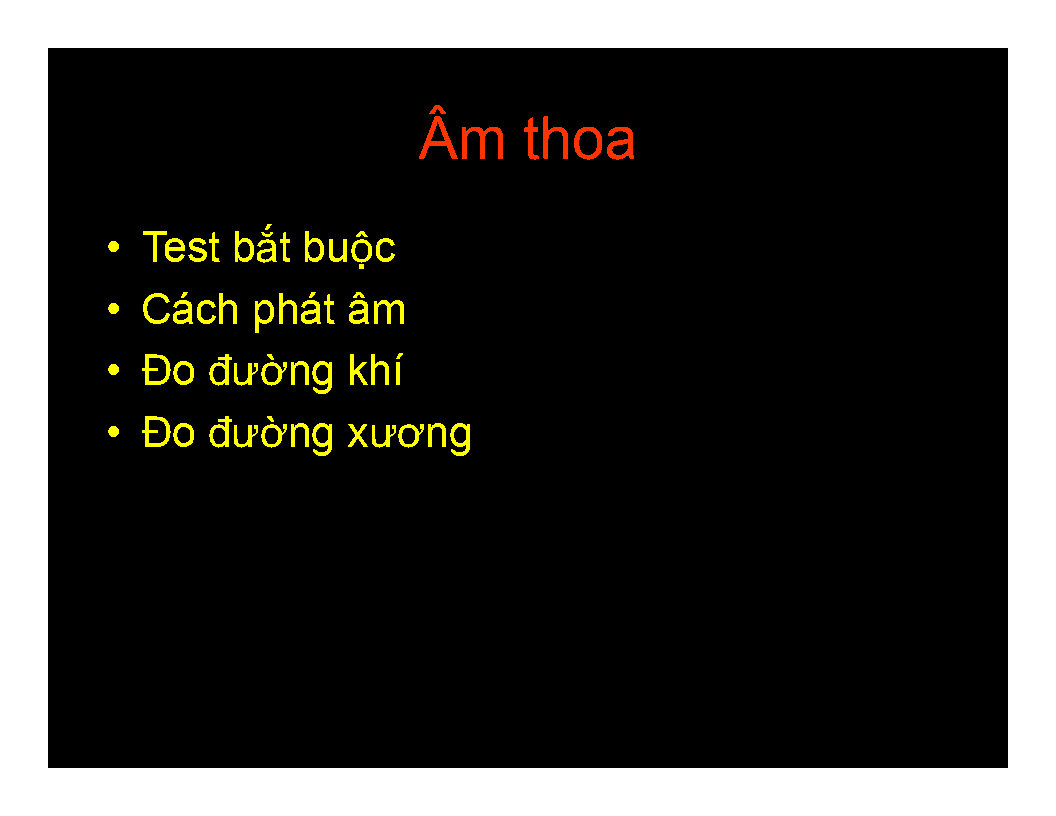 Âm thoa
• Test bắt buộc
• Cách phát âm
• Đo đường khí
• Đo đường xương